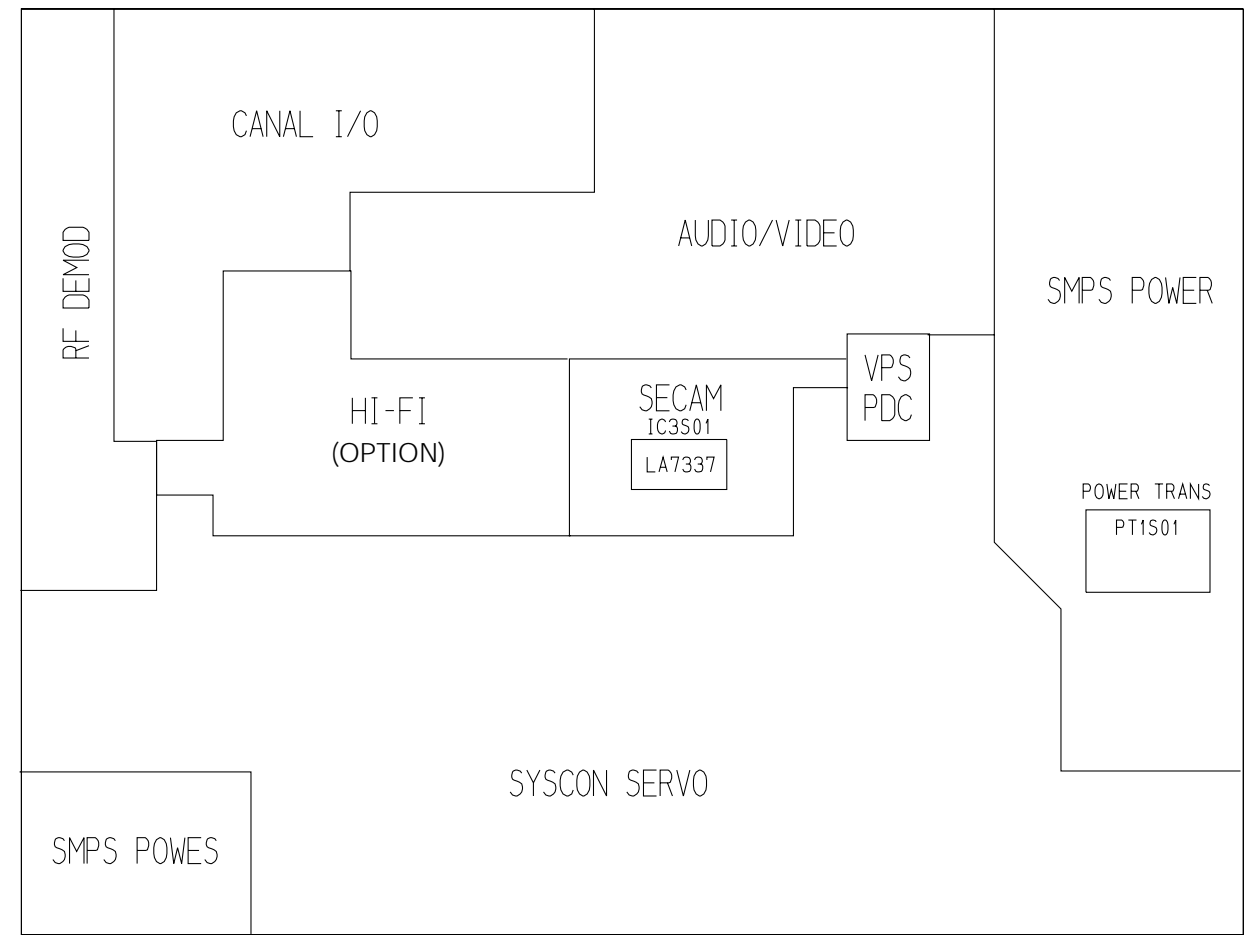 CANAL I/O
AUDIO/VIDEO
RF DEMOD
SMPS POWER
VPS
PDC
SECAM
IC3S01
LA7337
HI-FI
(OPTION)
POWER TRANS
PT1S01
SYSCON SERVO
SMPS POWES